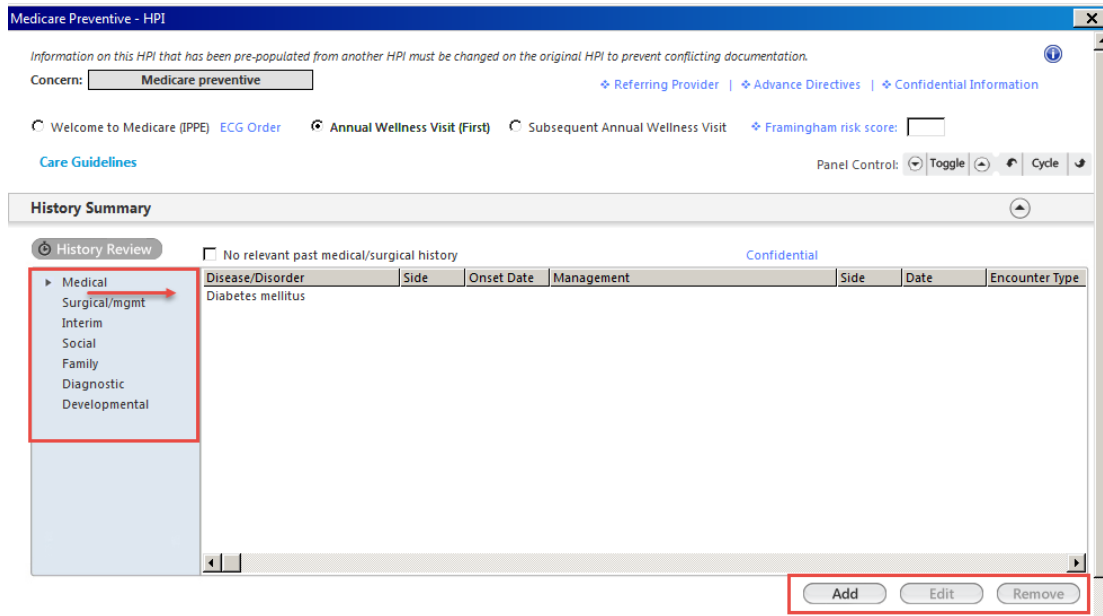 Medicare Preventive - HPI
Information on this HPI that has been pre-populated from another HPI must be changed on the original HPI to prevent conflicting documentation.
Concern: Medicare preventive
Referring Provider | Advance Directives | Confidential Information
Welcome to Medicare (IPPE) ECG Order Annual Wellness Visit (First) Subsequent Annual Wellness Visit Framingham risk score:
Care Guidelines
Panel Control: Toggle Cycle
History Summary
History Review
No relevant past medical/surgical history Confidential
Medical
Surgical/mgmt
Interim
Social
Family
Diagnostic
Developmental
Disease/Disorder Side Onset Date Management Side Date Encounter Type
Diabetes mellitus
Add Edit Remove